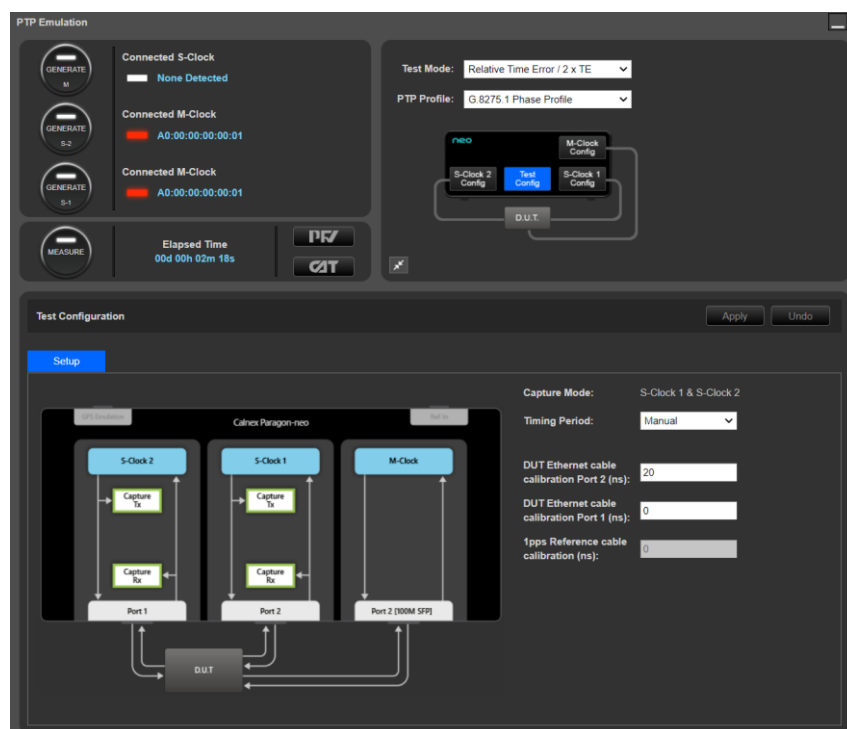 PTP Emulation
GENERATE
M
Connected S-Clock
None Detected
GENERATE
S-2
Connected M-Clock
A0:00:00:00:00:01
GENERATE
S-1
Connected M-Clock
A0:00:00:00:00:01
MEASURE
Elapsed Time
00d 00h 02m 18s
PFV
CAT
Test Mode: Relative Time Error / 2 x TE
PTP Profile: G.8275.1 Phase Profile
neo
M-Clock
Config
S-Clock 2
Config
Test
Config
S-Clock 1
Config
D.U.T.
Test Configuration
Apply
Undo
Setup
GPS Emulation
Calnex Paragon-neo
Ref In
S-Clock 2
S-Clock 1
M-Clock
Capture
Tx
Capture
Tx
Capture
Rx
Capture
Rx
Port 1
Port 2
Port 2 [100M SFP]
D.U.T
Capture Mode: S-Clock 1 & S-Clock 2
Timing Period: Manual
DUT Ethernet cable
calibration Port 2 (ns): 20
DUT Ethernet cable
calibration Port 1 (ns): 0
1pps Reference cable
calibration (ns): 0